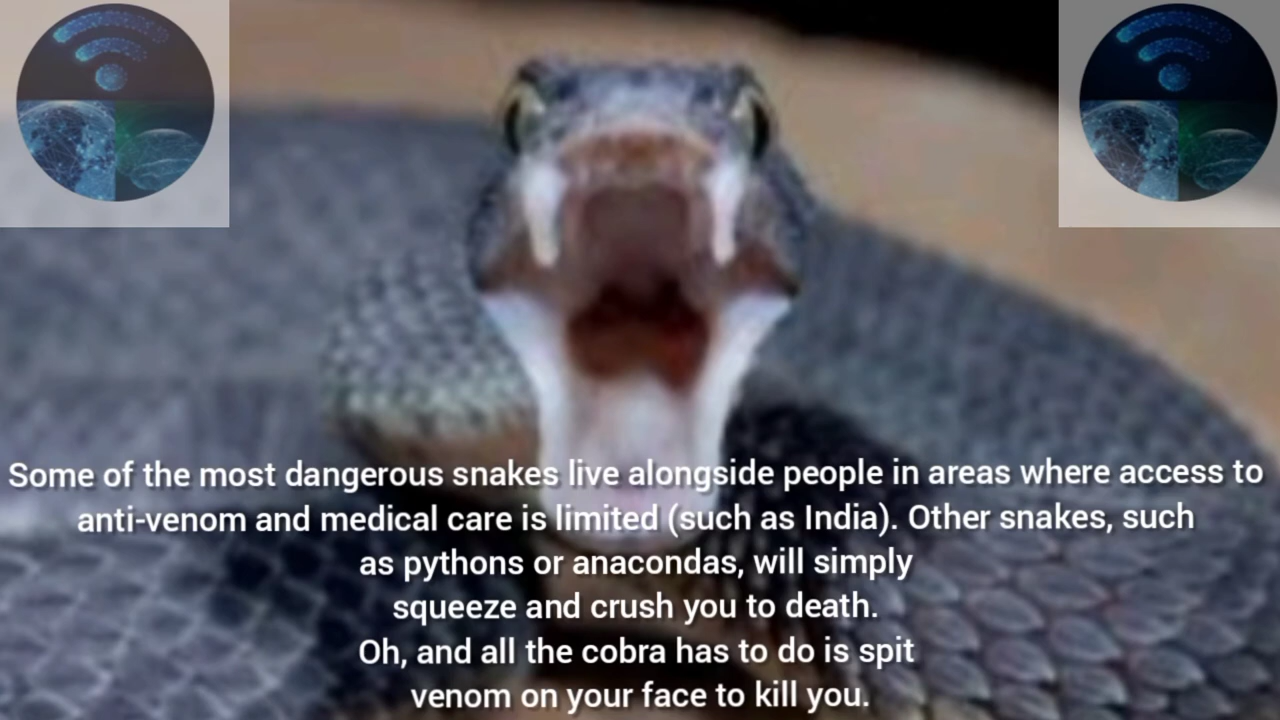 Some of the most dangerous snakes live alongside people in areas where access to
anti-venom and medical care is limited (such as India). Other snakes, such
as pythons or anacondas, will simply
squeeze and crush you to death.
Oh, and all the cobra has to do is spit
venom on your face to kill you.